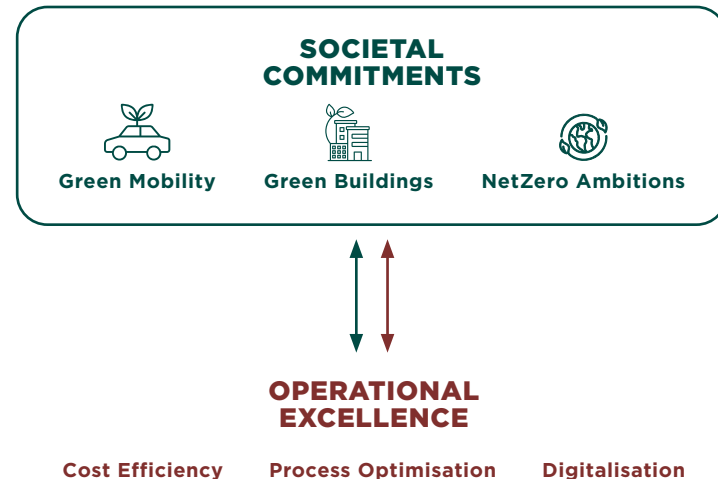 SOCIETAL
COMMITMENTS
Green Mobility
Green Buildings
NetZero Ambitions
OPERATIONAL
EXCELLENCE
Cost Efficiency
Process Optimisation
Digitalisation